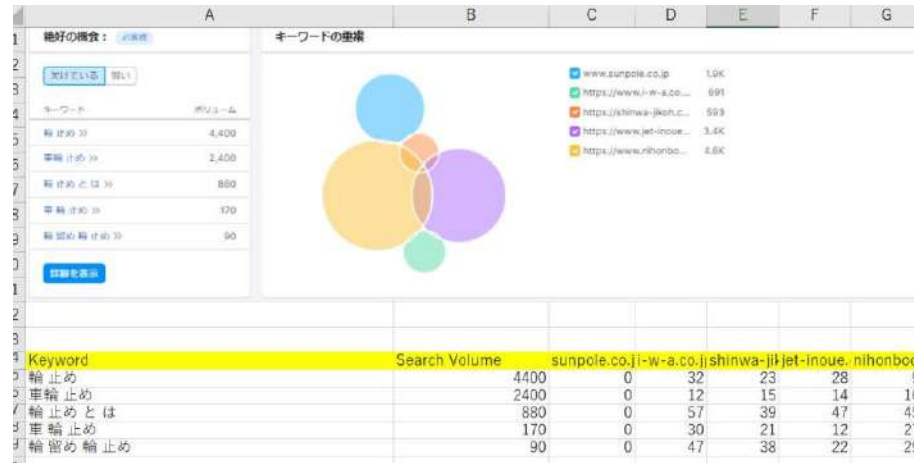 A B C D E F G
絶好の機会：
キーワードの重複
欠けている 弱い
キーワード ボリューム
輪 止め >> 4,400
車輪 止め >> 2,400
輪 止め と は >> 880
車 輪 止め >> 170
輪 留め 輪 止め >> 90
詳細を表示
www.sunpole.co.jp 1.9K
https://www.i-w-a.co.... 691
https://shinwa-jikoh.c... 593
https://www.jet-inoue... 3.4K
https://www.nihonbo... 4.6K
Keyword Search Volume sunpole.co.j i-w-a.co.j shinwa-jil jet-inoue. nihonbo
輪 止め 4400 0 32 23 28
車輪 止め 2400 0 12 15 14
輪 止め と は 880 0 57 39 47
車 輪 止め 170 0 30 21 12
輪 留め 輪 止め 90 0 47 38 22